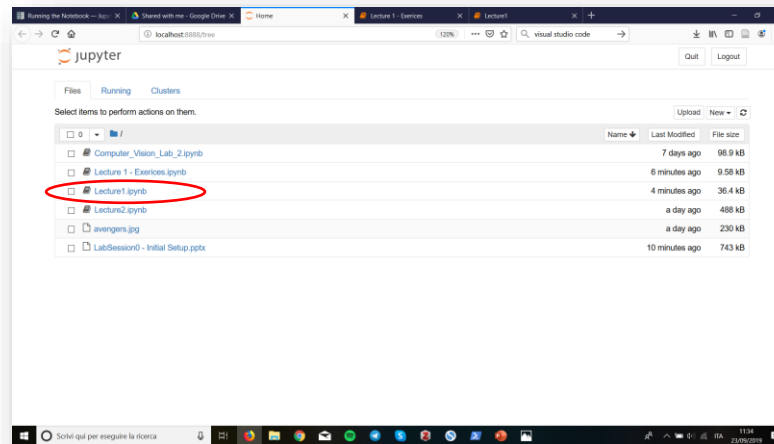 Running the Notebook — Jupy
Shared with me - Google Drive
Home
Lecture 1 - Exerices
Lecture1
localhost:8888/tree
120%
visual studio code
jupyter
Quit
Logout
Files
Running
Clusters
Select items to perform actions on them.
Upload
New
0
/
Name
Last Modified
File size
Computer_Vision_Lab_2.ipynb 7 days ago 98.9 kB
Lecture 1 - Exerices.ipynb 6 minutes ago 9.58 kB
Lecture1.ipynb 4 minutes ago 36.4 kB
Lecture2.ipynb a day ago 488 kB
avengers.jpg a day ago 230 kB
LabSession0 - Initial Setup.pptx 10 minutes ago 743 kB
Scrivi qui per eseguire la ricerca
ITA
11:34
23/09/2019